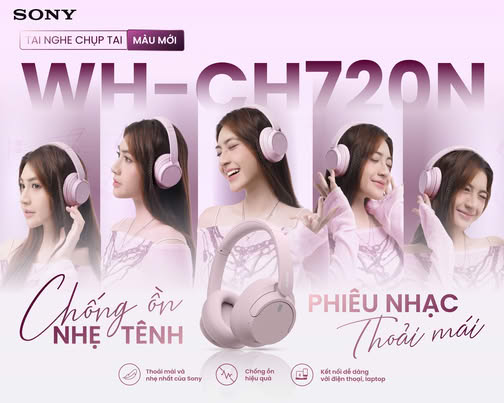 SONY
TAI NGHE CHỤP TAI MÀU MỚI
WH-CH720N
Chống ồn
NHẸ TÊNH
PHIÊU NHẠC
Thoải mái
Thoải mái và
nhẹ nhất của Sony
Chống ồn
hiệu quả
Kết nối dễ dàng
với điện thoại, laptop